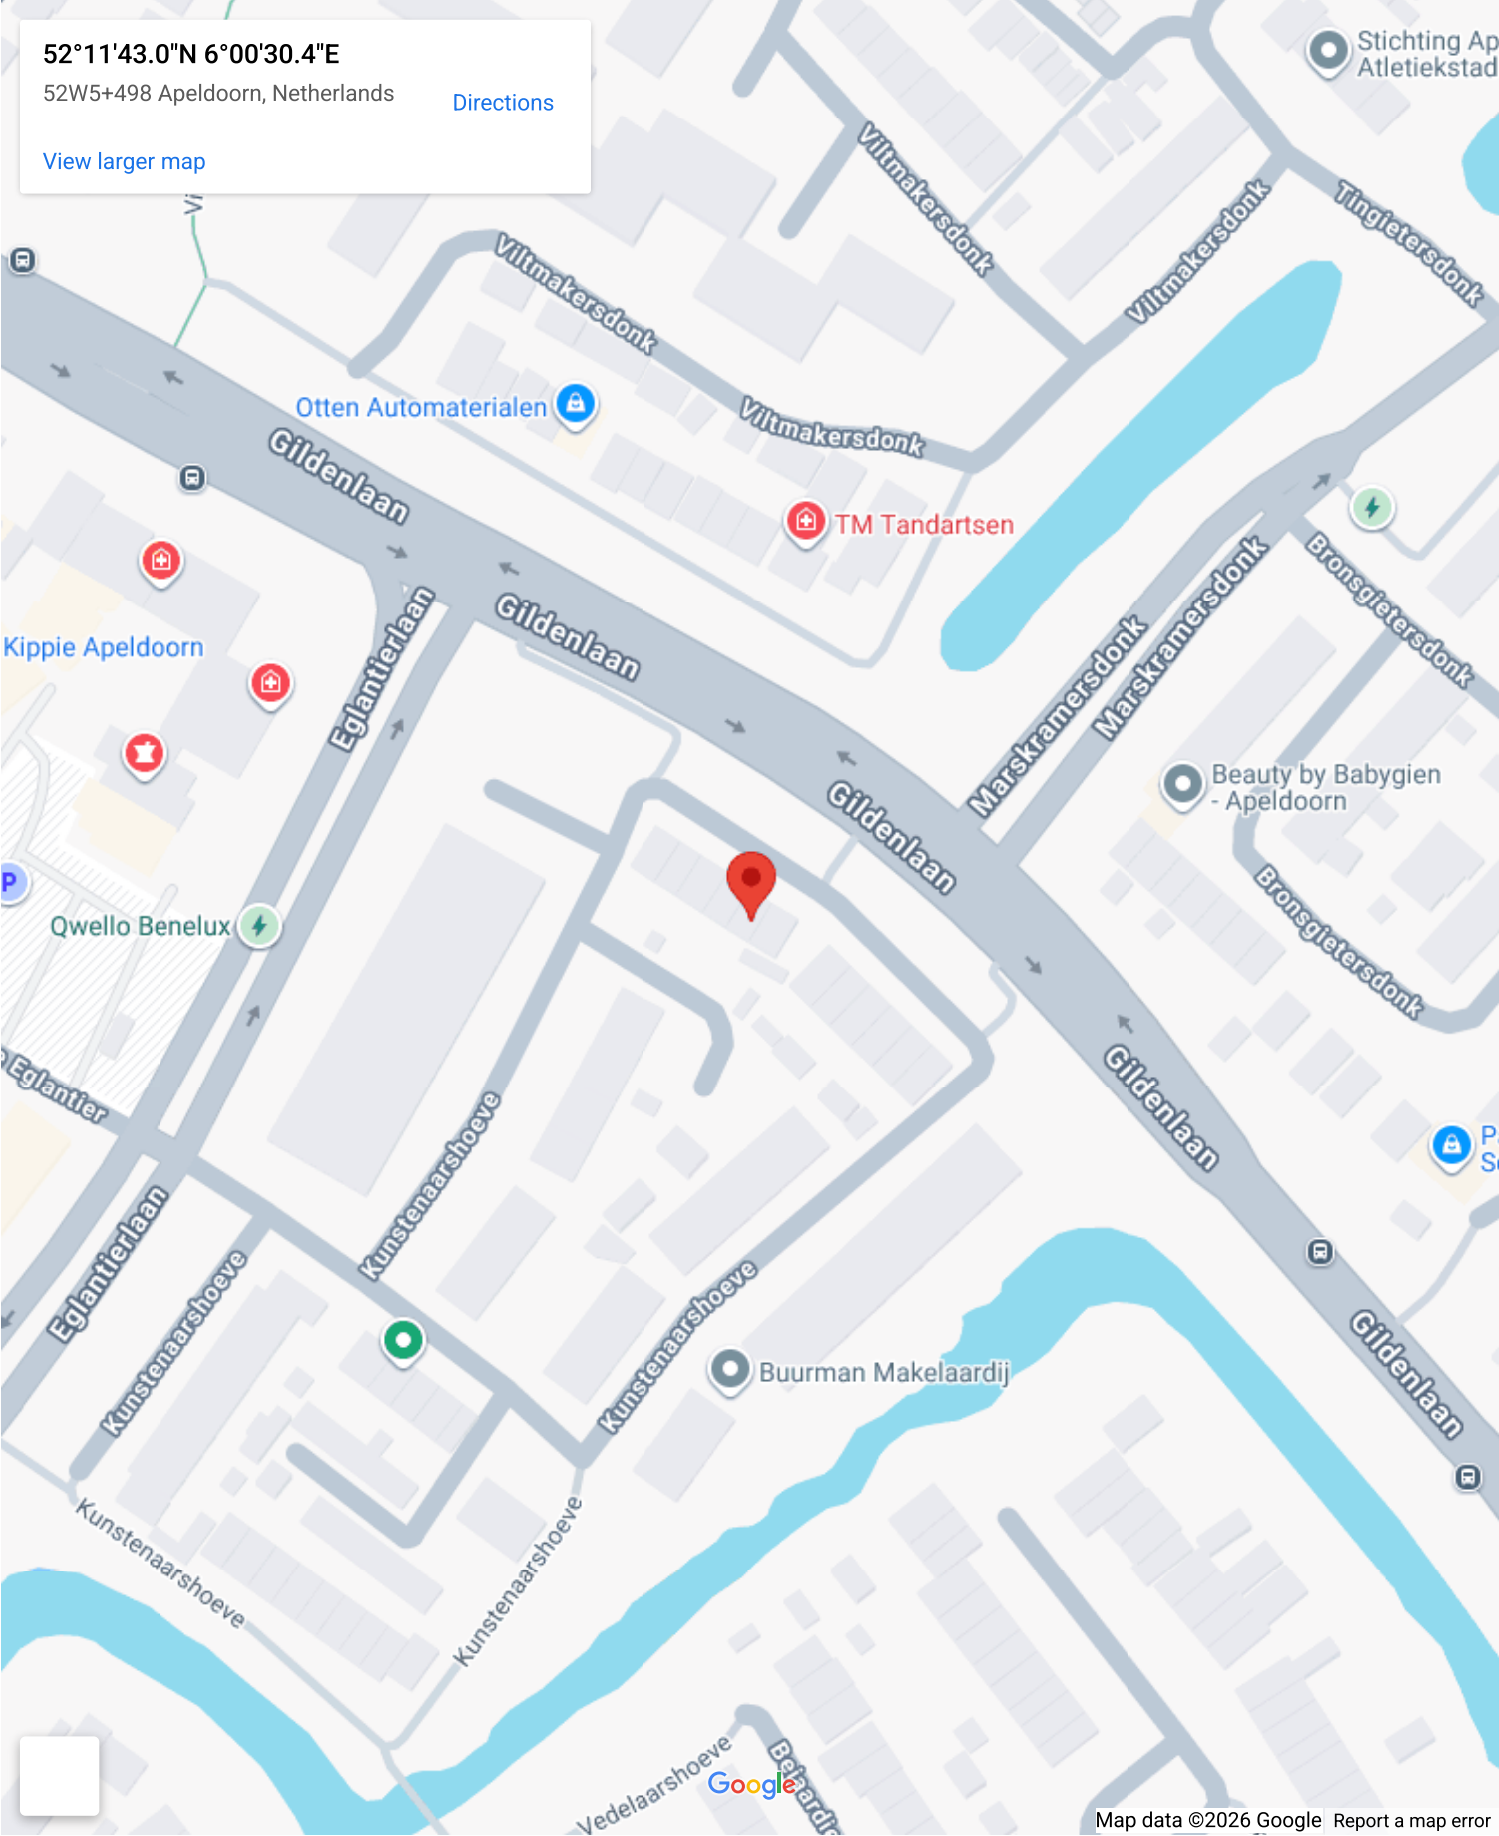 52°11'43.0"N 6°00'30.4"E
52W5+498 Apeldoorn, Netherlands
Directions
View larger map
Stichting Ap
Atletiekstad
Vi
Viltmakersdonk
Viltmakersdonk
Tingietersdonk
Viltmakersdonk
Otten Automaterialen
Viltmakersdonk
Gildenlaan
TM Tandartsen
Bronsgietersdonk
Gildenlaan
Eglantierlaan
Kippie Apeldoorn
Marskramersdonk
Marskramersdonk
Beauty by Babygien
- Apeldoorn
Gildenlaan
P
Qwello Benelux
Bronsgietersdonk
Eglantier
Gildenlaan
Kunstenaarshoeve
P
S
Eglantierlaan
Kunstenaarshoeve
Kunstenaarshoeve
Buurman Makelaardij
Gildenlaan
Kunstenaarshoeve
Kunstenaarshoeve
Vedelaarshoeve
Google
Map data ©2026 Google
Report a map error